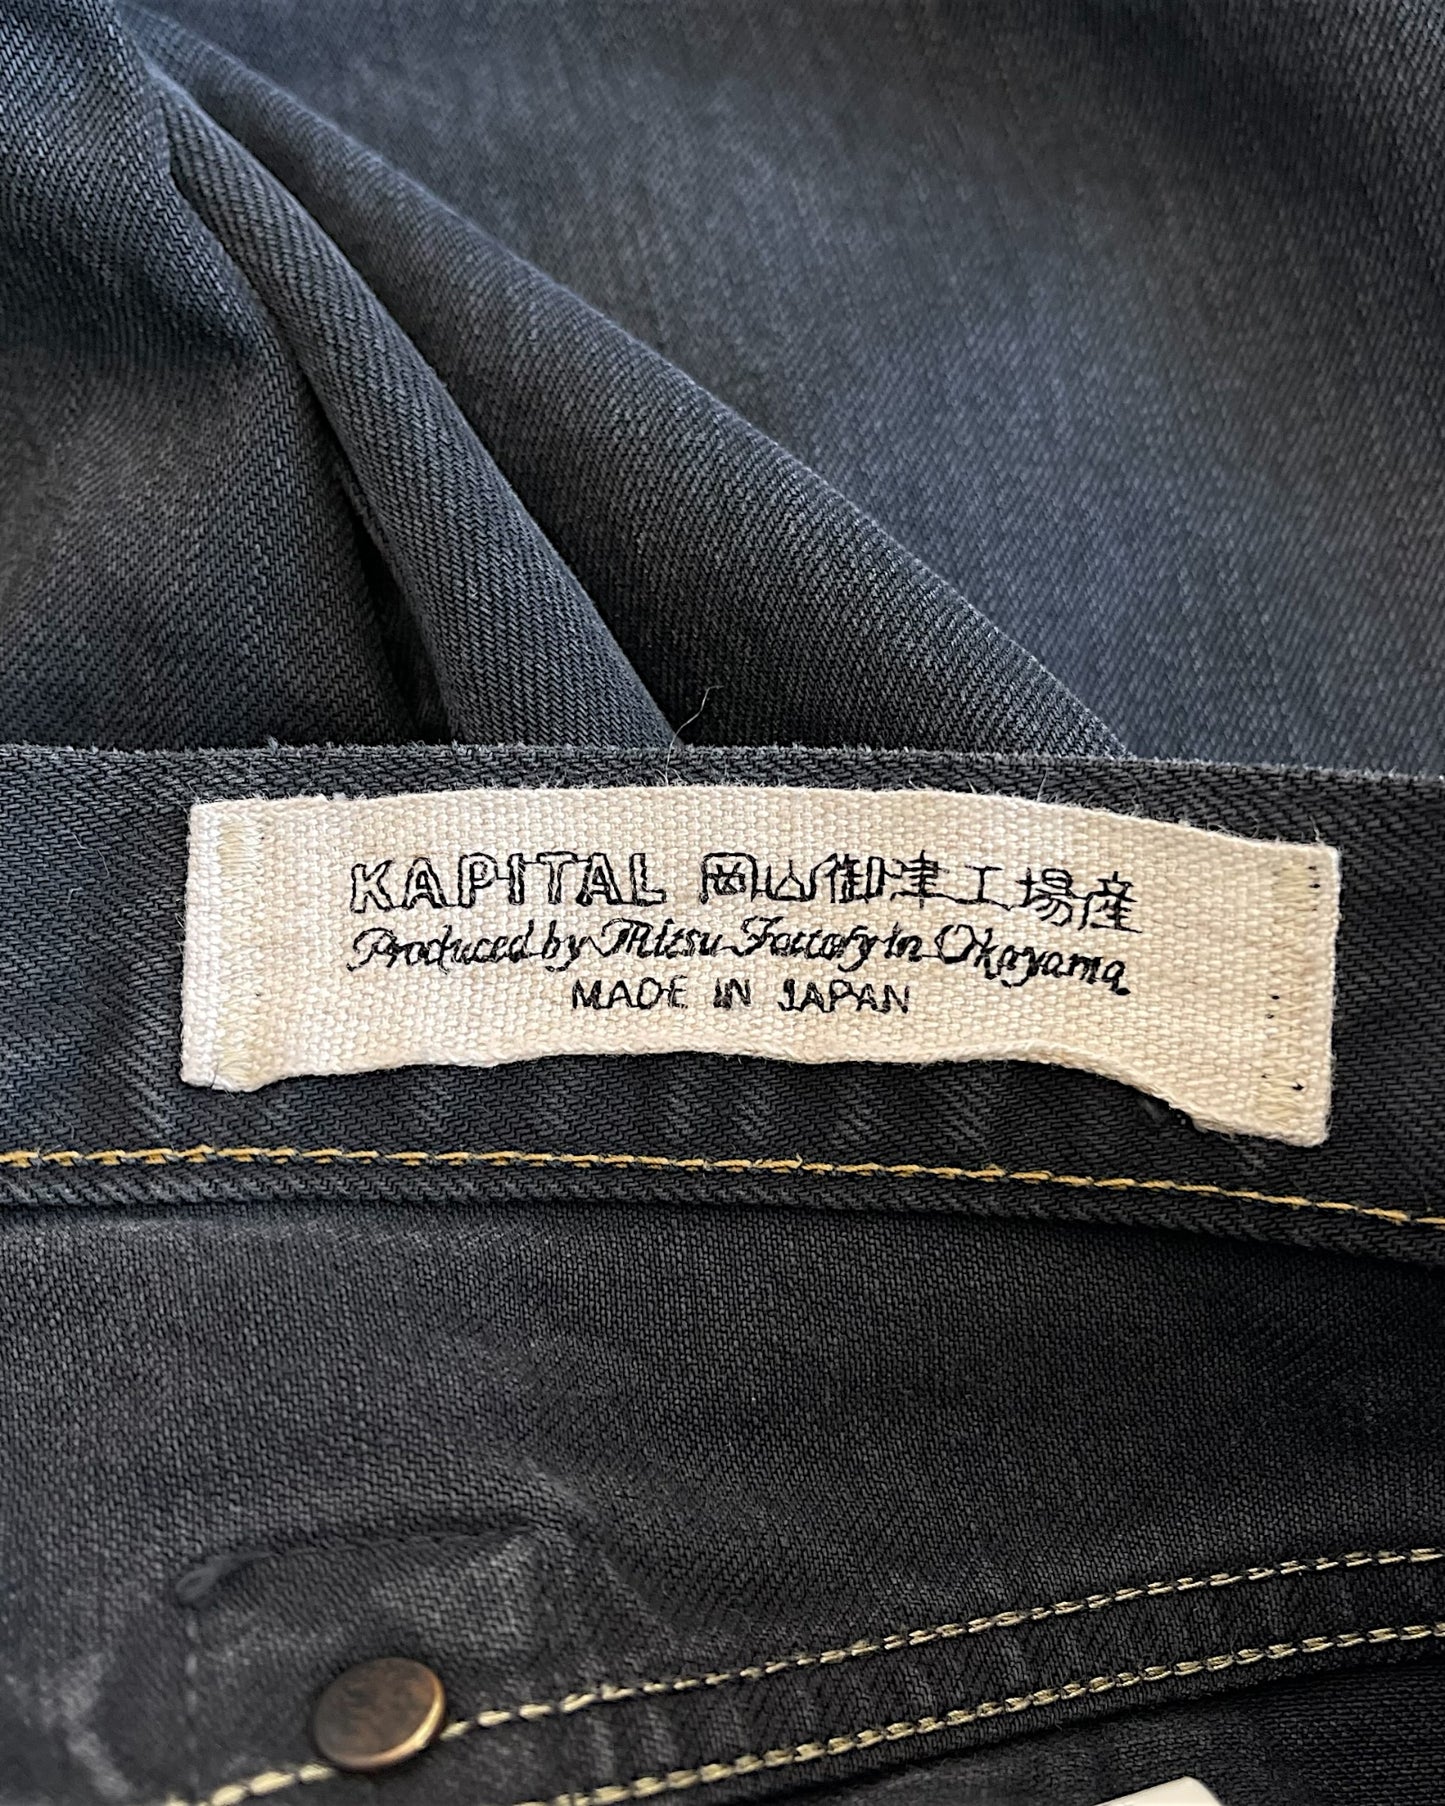 KAPITAL 岡山御津工場産
Produced by Mitsu Factory in Okayama.
MADE IN JAPAN